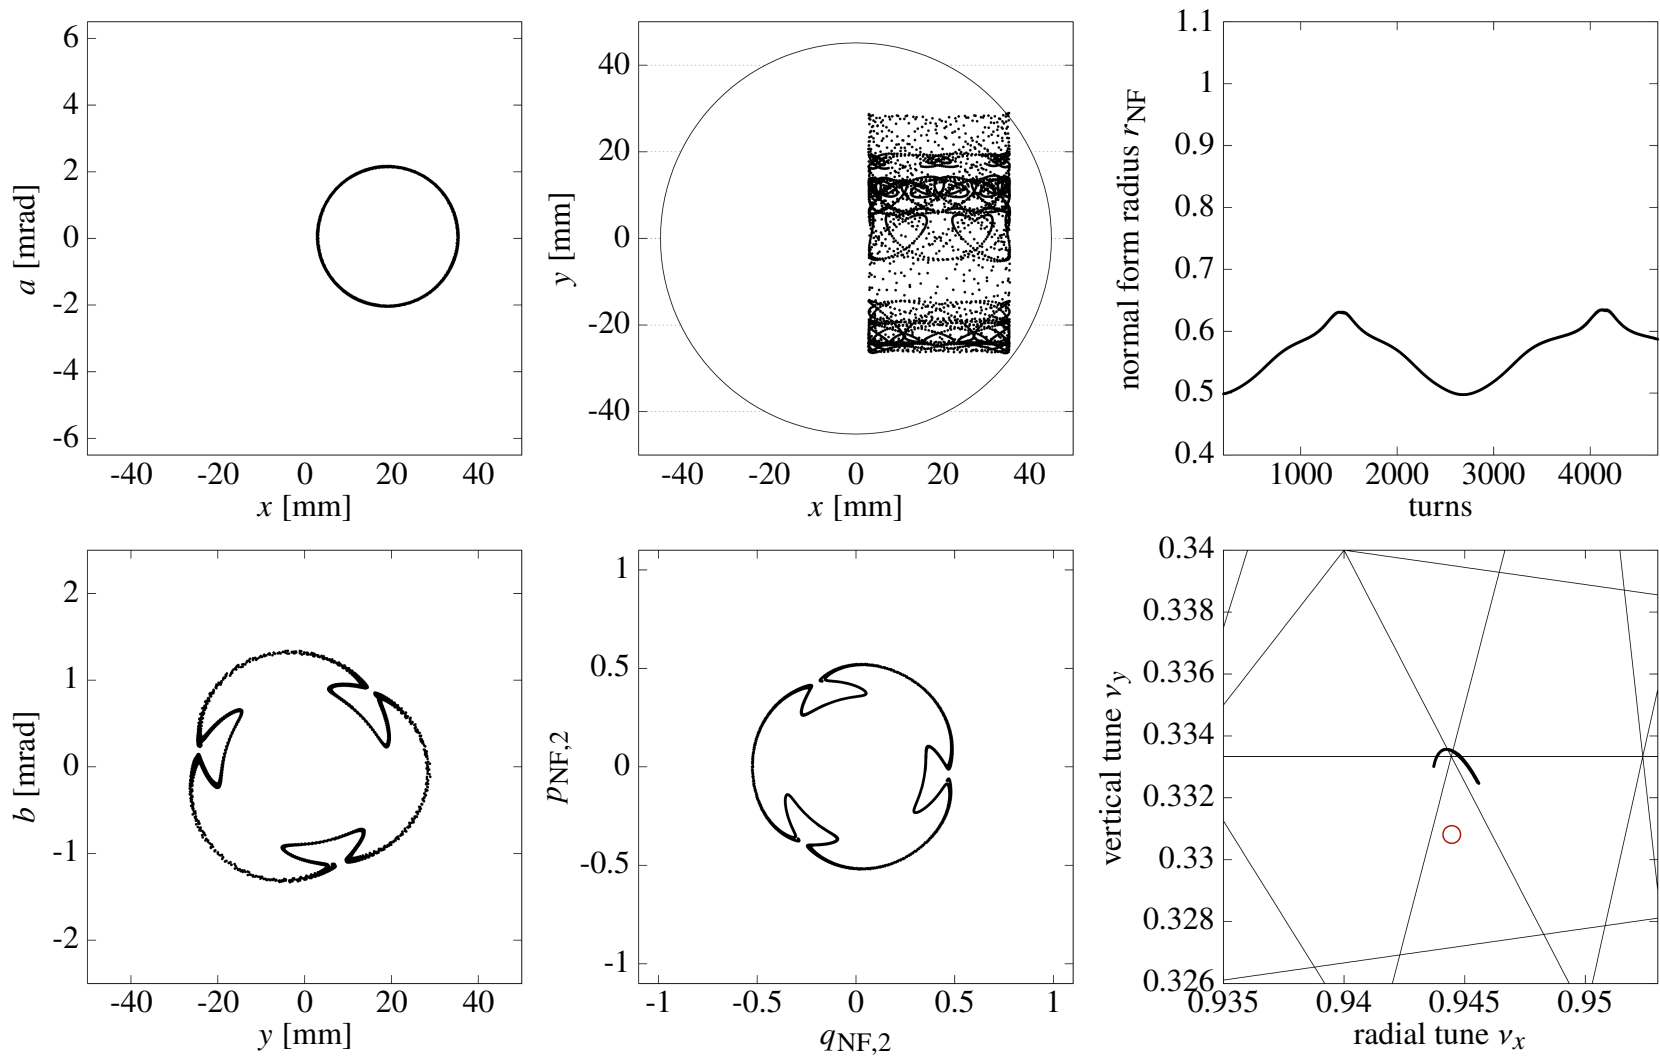 6
4
2
0
-2
-4
-6
a [mrad]
-40 -20 0 20 40
x [mm]
40
20
0
-20
-40
y [mm]
-40 -20 0 20 40
x [mm]
1.1
1
0.9
0.8
0.7
0.6
0.5
0.4
normal form radius rNF
1000 2000 3000 4000
turns
2
1
0
-1
-2
b [mrad]
-40 -20 0 20 40
y [mm]
1
0.5
0
-0.5
-1
pNF,2
-1 -0.5 0 0.5 1
qNF,2
0.34
0.338
0.336
0.334
0.332
0.33
0.328
0.326
vertical tune νy
0.935 0.94 0.945 0.95
radial tune νx